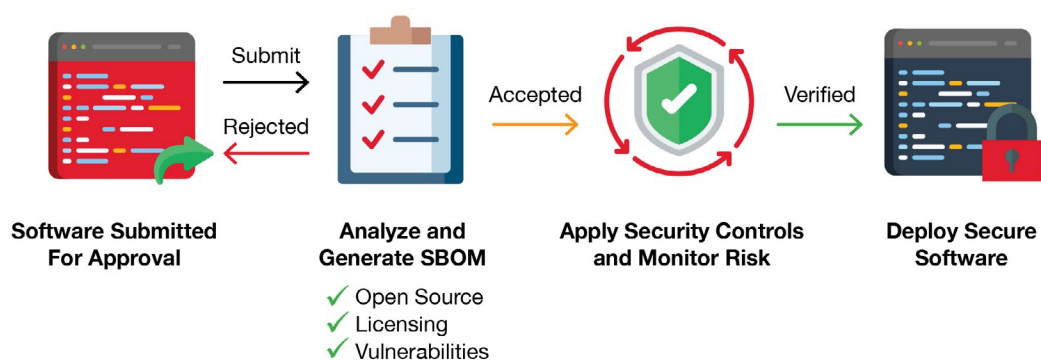 Submit
Rejected
Accepted
Verified
Software Submitted
For Approval
Analyze and
Generate SBOM
Open Source
Licensing
Vulnerabilities
Apply Security Controls
and Monitor Risk
Deploy Secure
Software